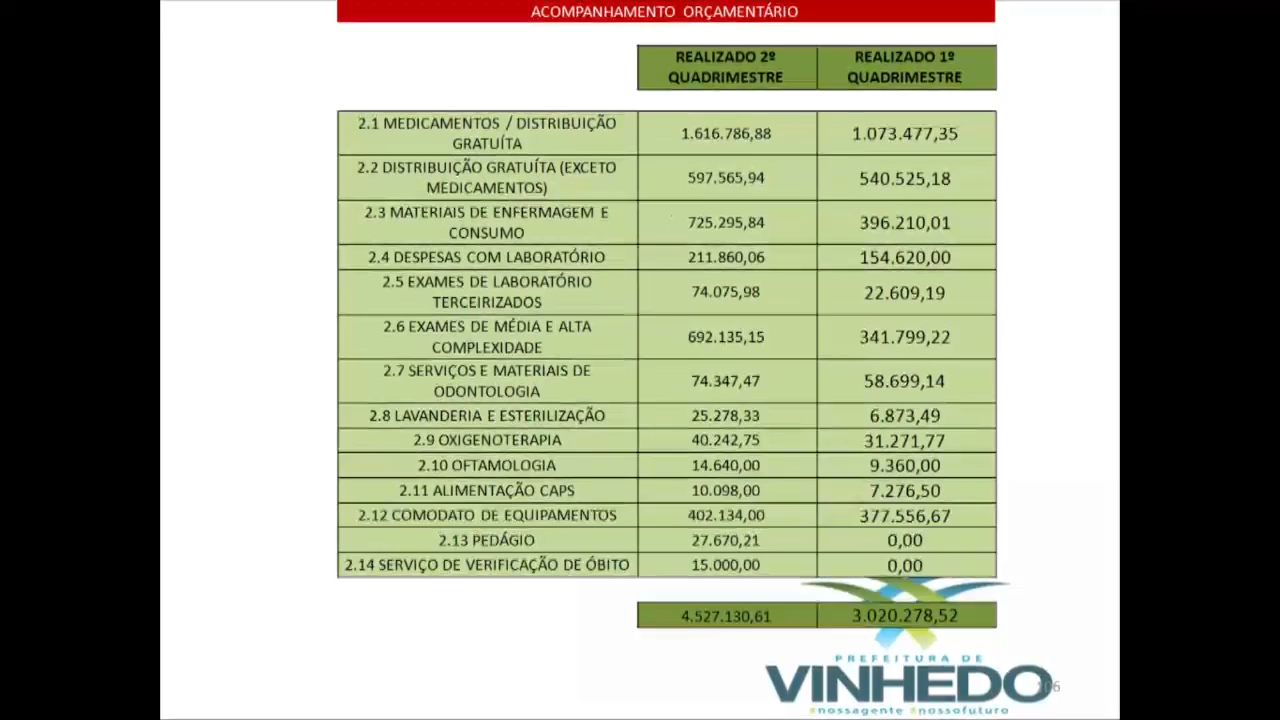 ACOMPANHAMENTO ORÇAMENTÁRIO
REALIZADO 2º QUADRIMESTRE
REALIZADO 1º QUADRIMESTRE
2.1 MEDICAMENTOS / DISTRIBUIÇÃO GRATUÍTA 1.616.786,88 1.073.477,35
2.2 DISTRIBUIÇÃO GRATUÍTA (EXCETO MEDICAMENTOS) 597.565,94 540.525,18
2.3 MATERIAIS DE ENFERMAGEM E CONSUMO 725.295,84 396.210,01
2.4 DESPESAS COM LABORATÓRIO 211.860,06 154.620,00
2.5 EXAMES DE LABORATÓRIO TERCEIRIZADOS 74.075,98 22.609,19
2.6 EXAMES DE MÉDIA E ALTA COMPLEXIDADE 692.135,15 341.799,22
2.7 SERVIÇOS E MATERIAIS DE ODONTOLOGIA 74.347,47 58.699,14
2.8 LAVANDERIA E ESTERILIZAÇÃO 25.278,33 6.873,49
2.9 OXIGENOTERAPIA 40.242,75 31.271,77
2.10 OFTAMOLOGIA 14.640,00 9.360,00
2.11 ALIMENTAÇÃO CAPS 10.098,00 7.276,50
2.12 COMODATO DE EQUIPAMENTOS 402.134,00 377.556,67
2.13 PEDÁGIO 27.670,21 0,00
2.14 SERVIÇO DE VERIFICAÇÃO DE ÓBITO 15.000,00 0,00
4.527.130,61 3.020.278,52
PREFEITURA DE
VINHEDO
106
#nossagente #nossofuturo